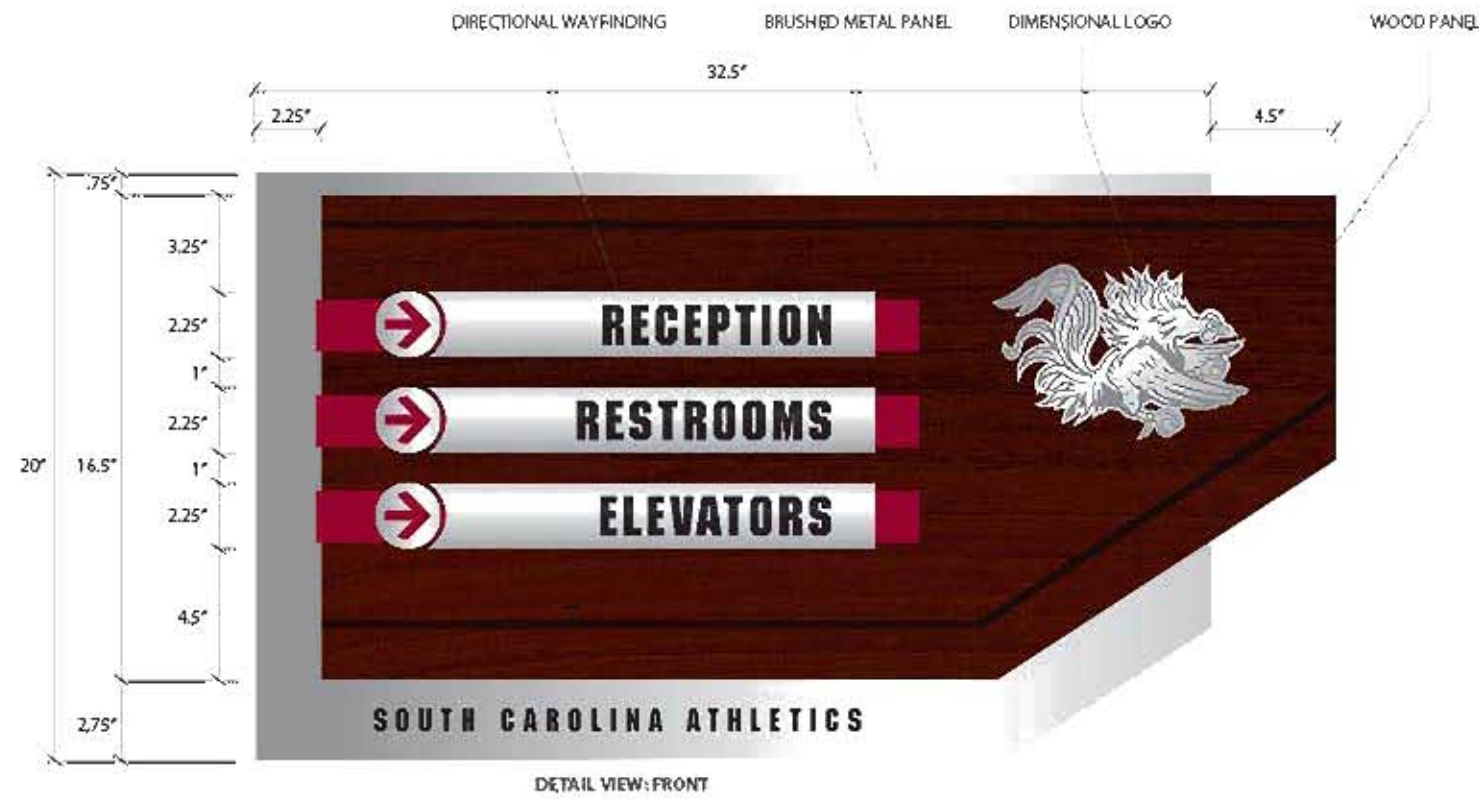 DIRECTIONAL WAYFINDING BRUSHED METAL PANEL DIMENSIONAL LOGO WOOD PANEL
32.5"
2.25" 4.5"
.75"
3.25"
2.25"
RECEPTION
1"
2.25"
RESTROOMS
20" 16.5" 1"
2.25"
ELEVATORS
4.5"
2.75"
SOUTH CAROLINA ATHLETICS
DETAIL VIEW: FRONT